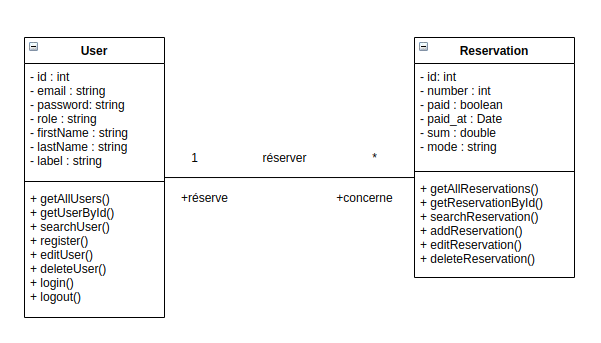 User
- id : int
- email : string
- password: string
- role : string
- firstName : string
- lastName : string
- label : string
+ getAllUsers()
+ getUserById()
+ searchUser()
+ register()
+ editUser()
+ deleteUser()
+ login()
+ logout()
1 réserver *
+réserve +concerne
Reservation
- id: int
- number : int
- paid : boolean
- paid_at : Date
- sum : double
- mode : string
+ getAllReservations()
+ getReservationById()
+ searchReservation()
+ addReservation()
+ editReservation()
+ deleteReservation()